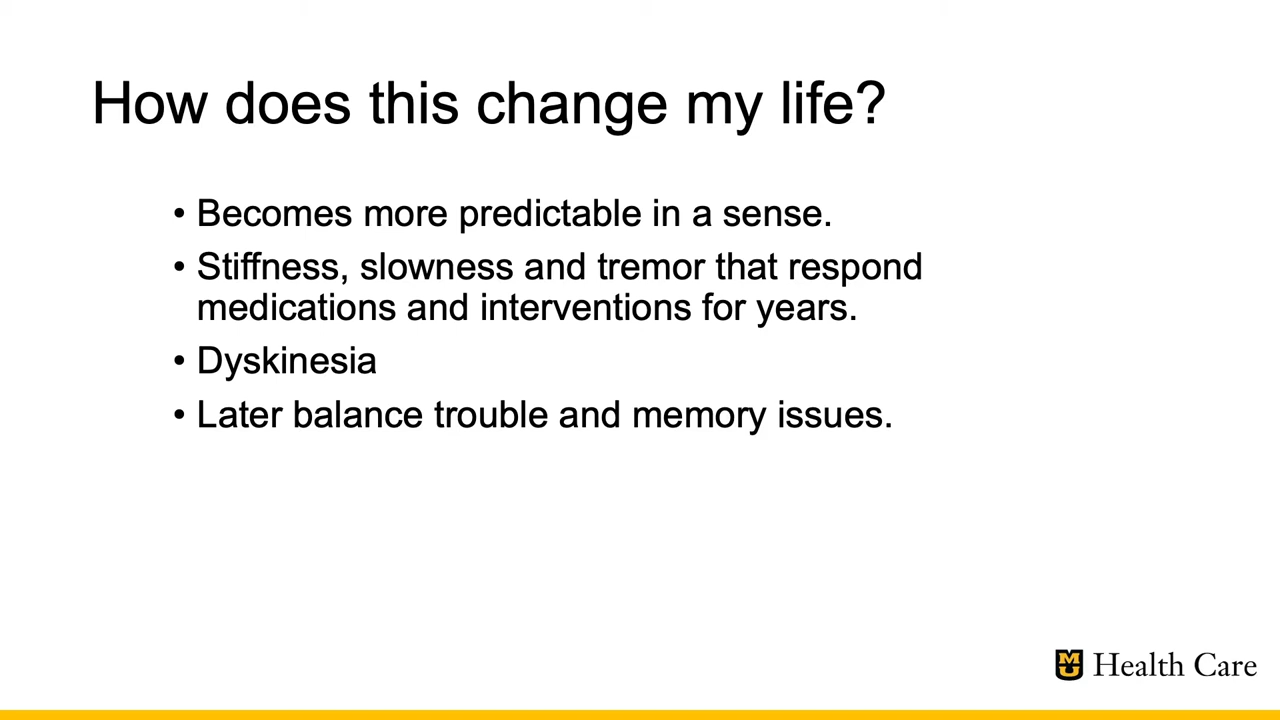 How does this change my life?
• Becomes more predictable in a sense.
• Stiffness, slowness and tremor that respond
medications and interventions for years.
• Dyskinesia
• Later balance trouble and memory issues.
MU Health Care